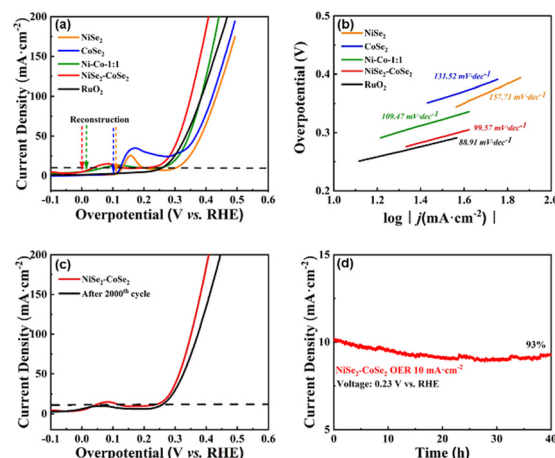 (a)
NiSe₂
CoSe₂
Ni-Co-1:1
NiSe₂-CoSe₂
RuO₂
Reconstruction
200
150
100
50
0
-0.1 0.0 0.1 0.2 0.3 0.4 0.5 0.6
Current Density (mA·cm⁻²)
Overpotential (V vs. RHE)
(b)
NiSe₂
CoSe₂
Ni-Co-1:1
NiSe₂-CoSe₂
RuO₂
131.52 mV·dec⁻¹
157.71 mV·dec⁻¹
109.47 mV·dec⁻¹
99.57 mV·dec⁻¹
88.91 mV·dec⁻¹
0.5
0.4
0.3
0.2
1.0 1.2 1.4 1.6 1.8 2.0
Overpotential (V)
log | j(mA·cm⁻²) |
(c)
NiSe₂-CoSe₂
After 2000ᵗʰ cycle
200
150
100
50
0
-0.1 0.0 0.1 0.2 0.3 0.4 0.5 0.6
Current Density (mA·cm⁻²)
Overpotential (V vs. RHE)
(d)
93%
NiSe₂-CoSe₂ OER 10 mA·cm⁻²
Voltage: 0.23 V vs. RHE
15
10
5
0 10 20 30 40
Current Density (mA·cm⁻²)
Time (h)